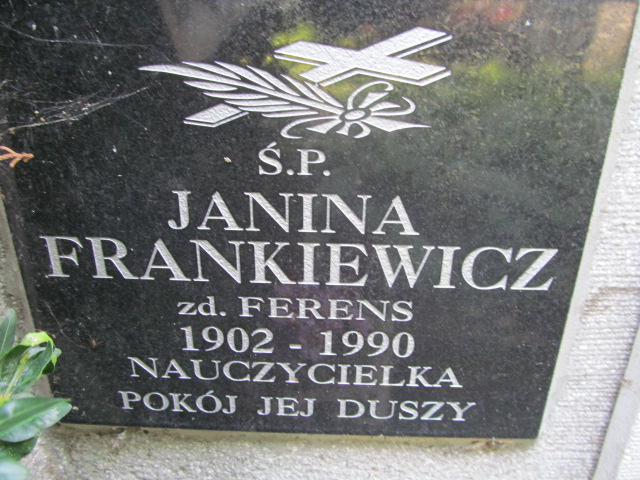 Ś.P.
JANINA
FRANKIEWICZ
zd. FERENS
1902 - 1990
NAUCZYCIELKA
POKÓJ JEJ DUSZY